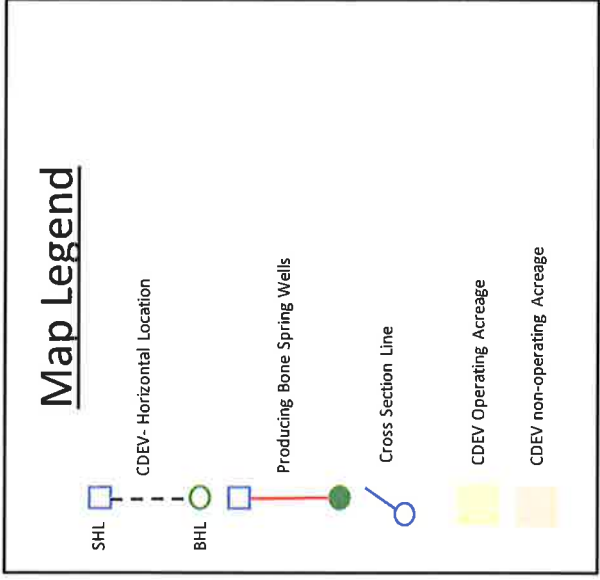 Map Legend
SHL
CDEV- Horizontal Location
BHL
Producing Bone Spring Wells
Cross Section Line
CDEV Operating Acreage
CDEV non-operating Acreage